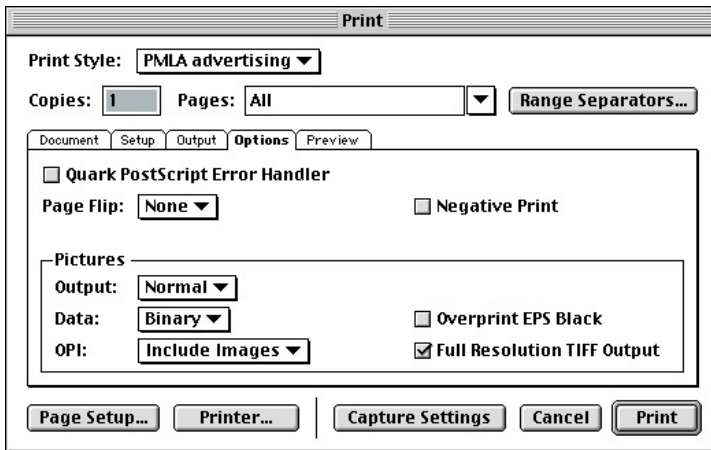 Print
Print Style: PMLA advertising
Copies: 1 Pages: All Range Separators...
Document Setup Output Options Preview
Quark PostScript Error Handler
Page Flip: None Negative Print
Pictures
Output: Normal
Data: Binary Overprint EPS Black
OPI: Include Images Full Resolution TIFF Output
Page Setup... Printer... Capture Settings Cancel Print